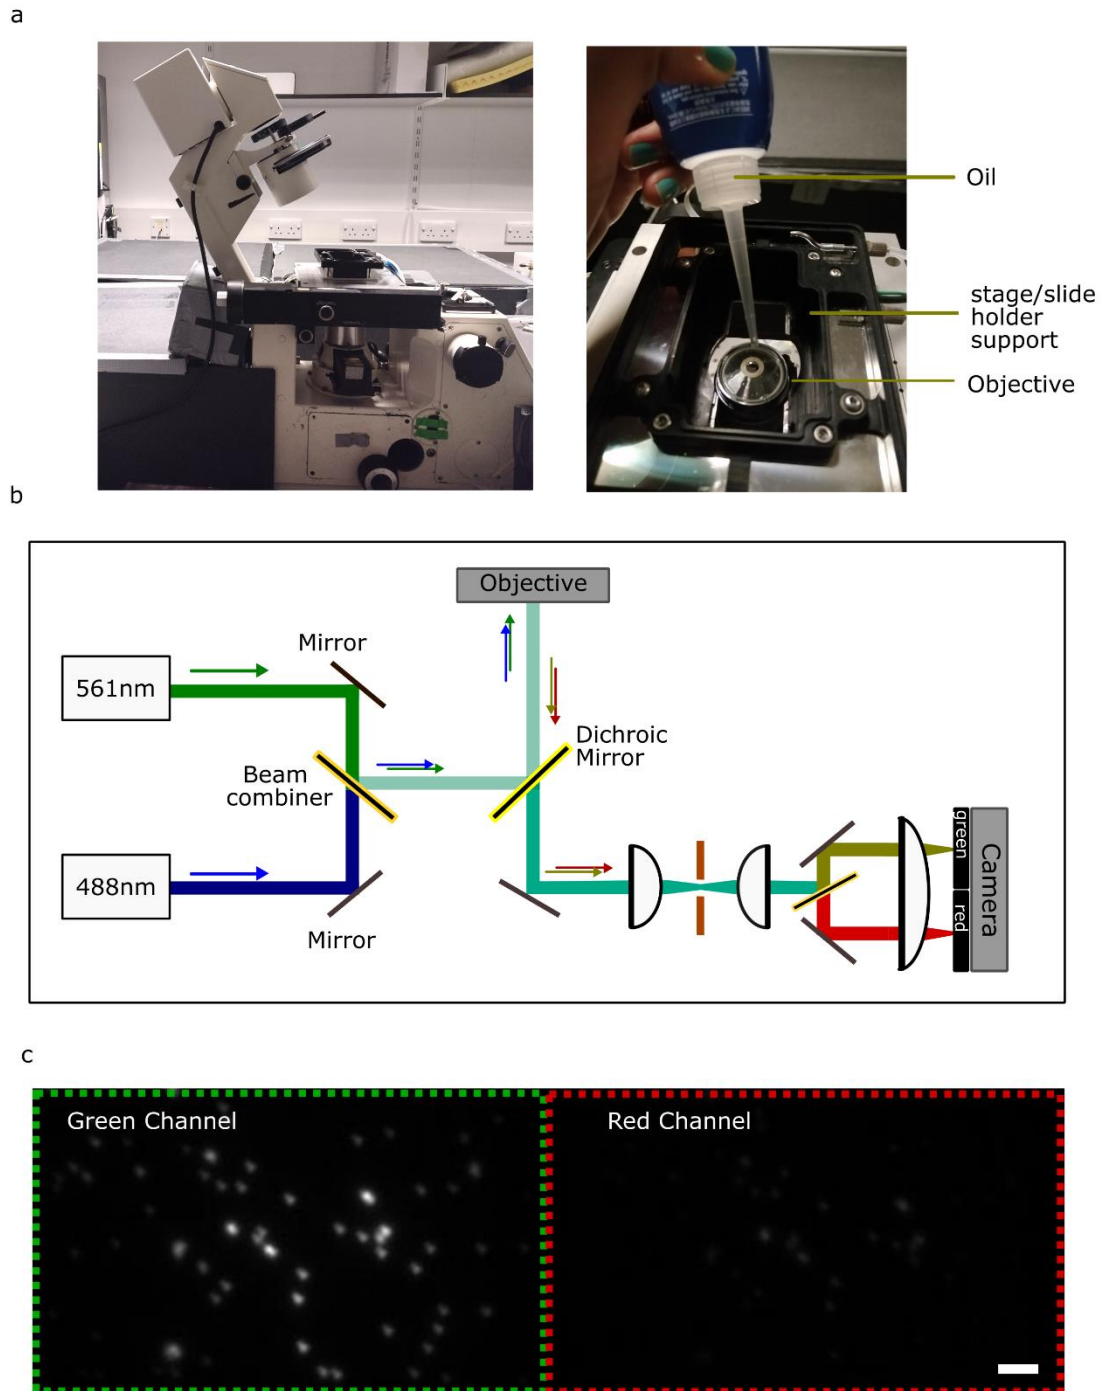 a
Oil
stage/slide
holder
support
Objective
b
Objective
Mirror
561nm
Dichroic
Mirror
Beam
combiner
488nm
Mirror
green
red
Camera
c
Green Channel
Red Channel